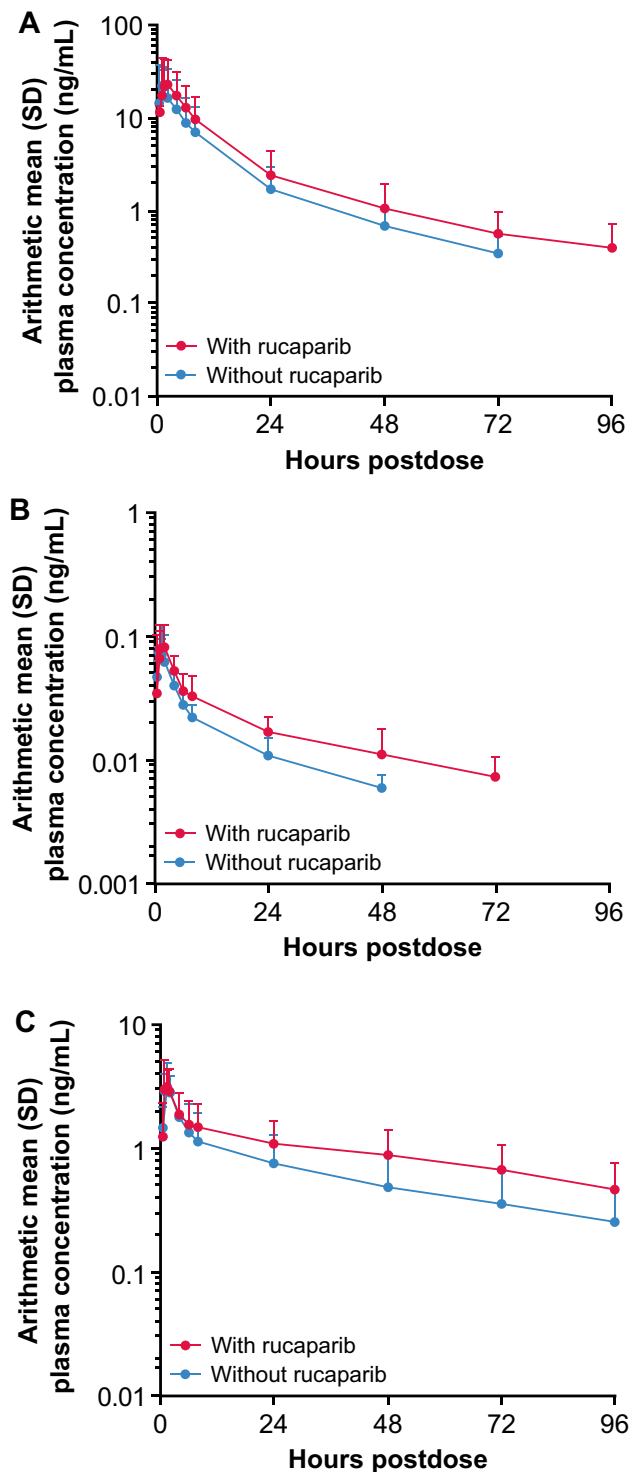 A
Arithmetic mean (SD)
plasma concentration (ng/mL)
100
10
1
0.1
0.01
With rucaparib
Without rucaparib
0 24 48 72 96
Hours postdose
B
Arithmetic mean (SD)
plasma concentration (ng/mL)
1
0.1
0.01
0.001
With rucaparib
Without rucaparib
0 24 48 72 96
Hours postdose
C
Arithmetic mean (SD)
plasma concentration (ng/mL)
10
1
0.1
0.01
With rucaparib
Without rucaparib
0 24 48 72 96
Hours postdose